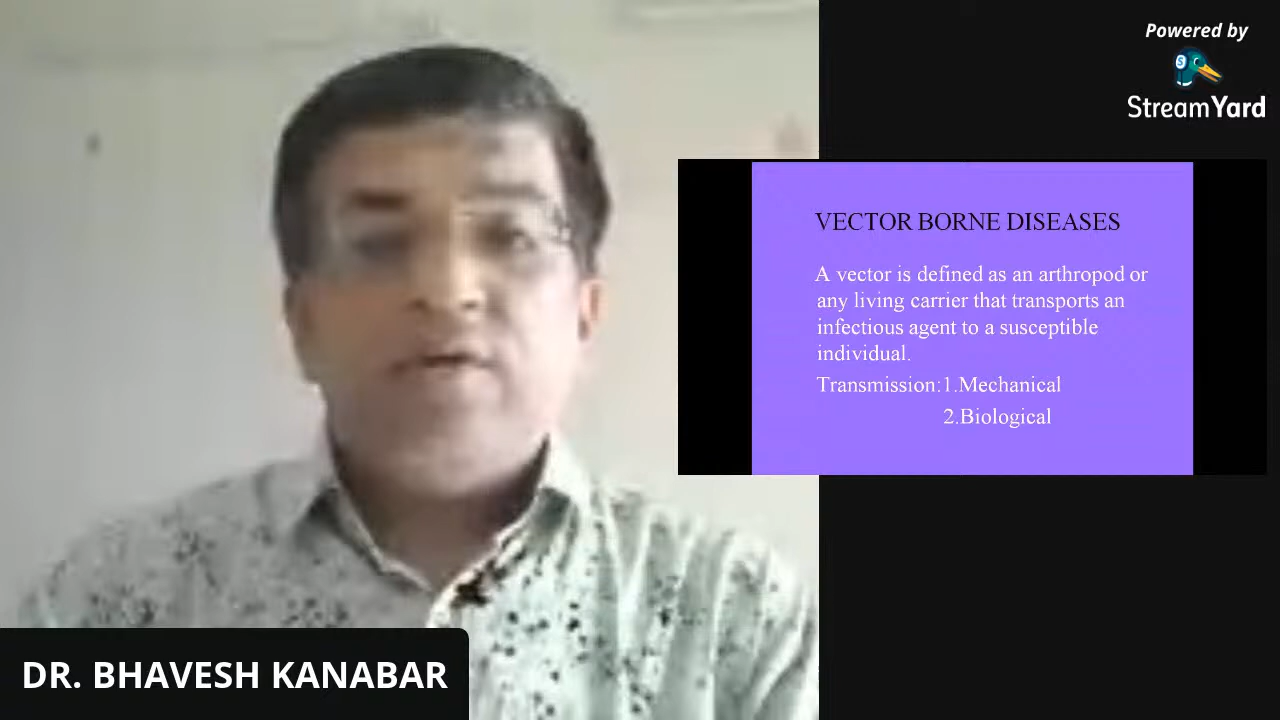 Powered by
StreamYard
VECTOR BORNE DISEASES
A vector is defined as an arthropod or
any living carrier that transports an
infectious agent to a susceptible
individual.
Transmission:1.Mechanical
2.Biological
DR. BHAVESH KANABAR